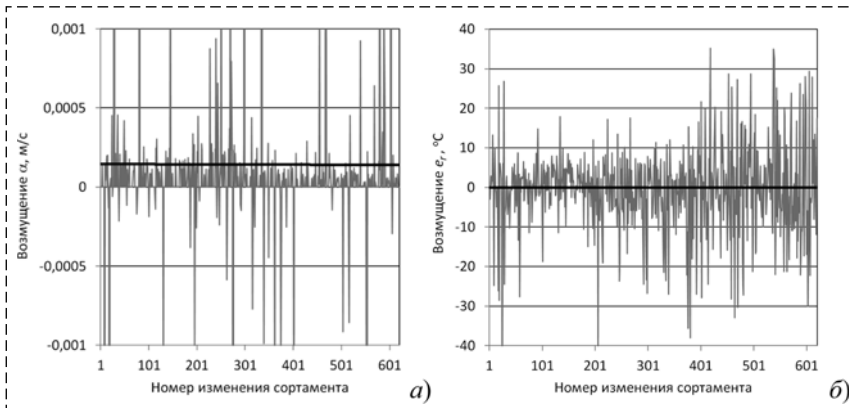 0,001
0,0005
0
-0,0005
-0,001
Возмущение α, м/с
1 101 201 301 401 501 601
Номер изменения сортамента
а)
40
30
20
10
0
-10
-20
-30
-40
Возмущение eг, °C
1 101 201 301 401 501 601
Номер изменения сортамента
б)